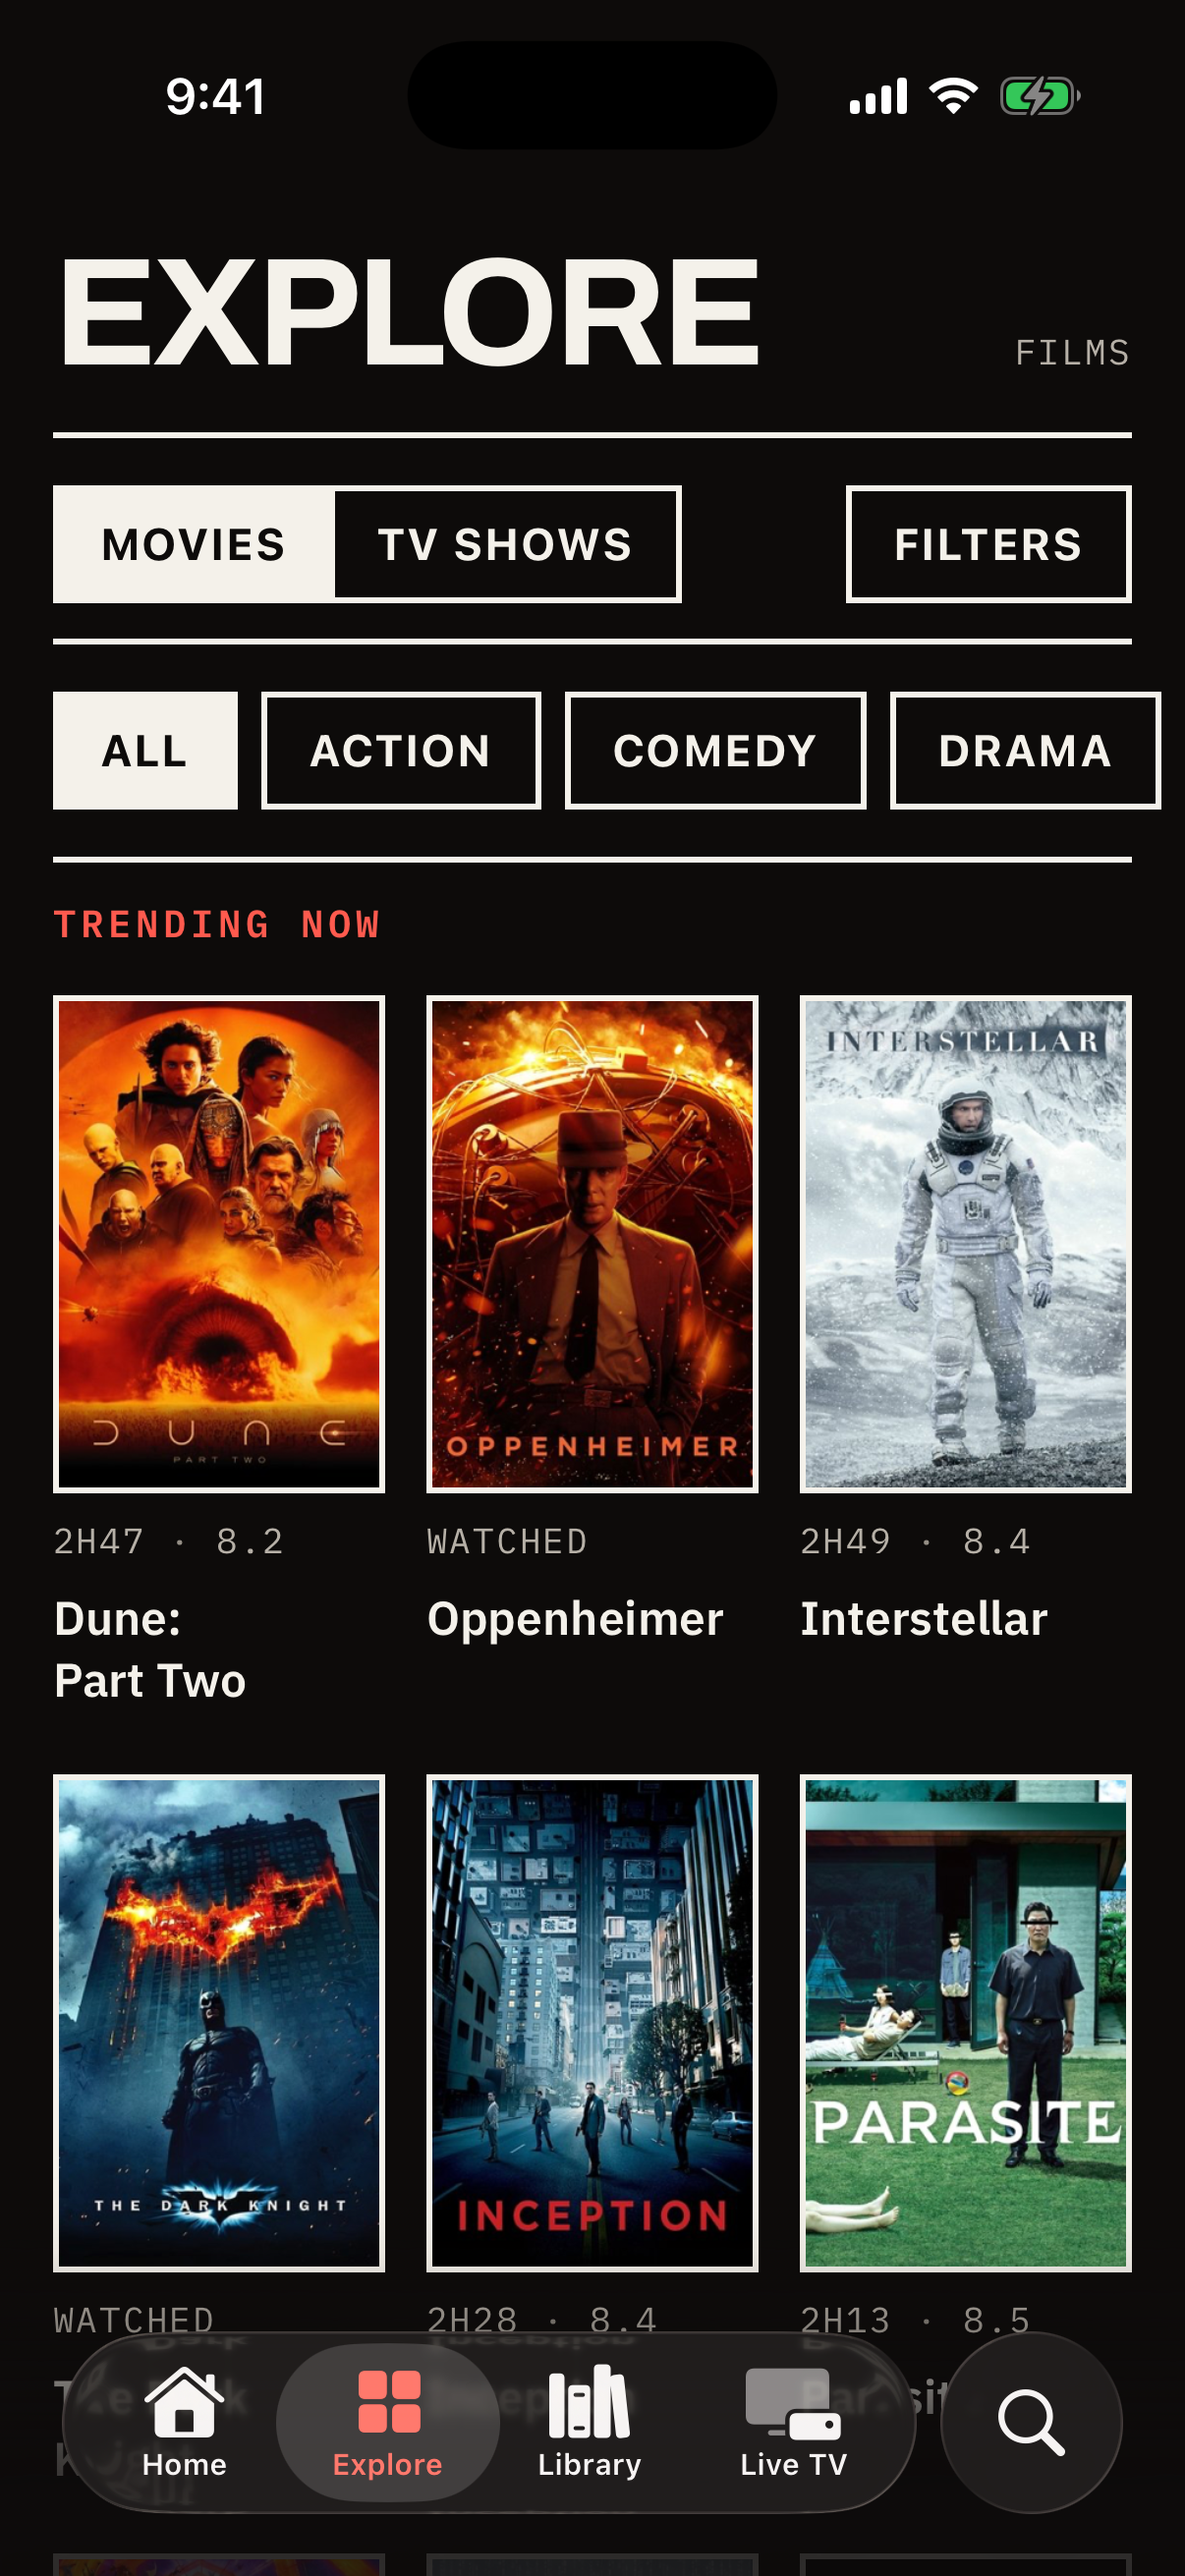 9:41
EXPLORE
FILMS
MOVIES
TV SHOWS
FILTERS
ALL
ACTION
COMEDY
DRAMA
TRENDING NOW
DUNE
PART TWO
OPPENHEIMER
INTERSTELLAR
2H47 · 8.2
WATCHED
2H49 · 8.4
Dune:
Part Two
Oppenheimer
Interstellar
THE DARK KNIGHT
INCEPTION
PARASITE
WATCHED
2H28 · 8.4
2H13 · 8.5
Home
Explore
Library
Live TV